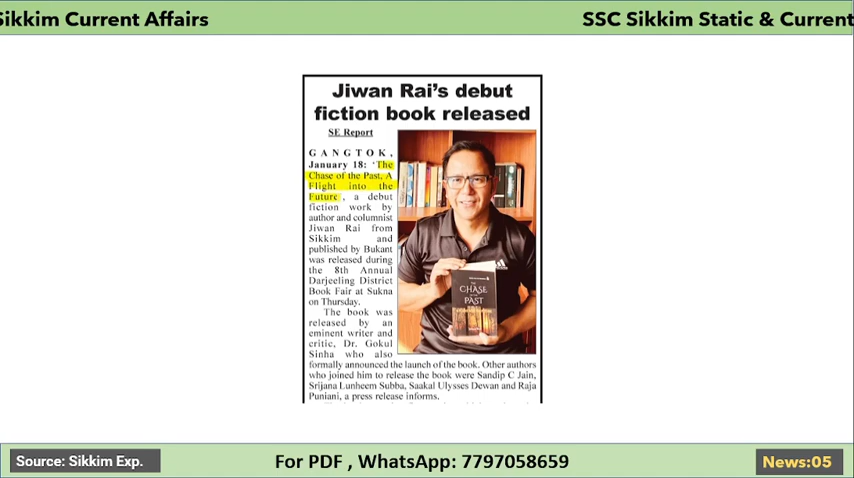 Sikkim Current Affairs
SSC Sikkim Static & Current
Jiwan Rai's debut
fiction book released
SE Report
GANGTOK,
January 18: 'The
Chase of the Past, A
Flight into the
Future', a debut
fiction work by
author and columnist
Jiwan Rai from
Sikkim and
published by Bukant
was released during
the 8th Annual
Darjeeling District
Book Fair at Sukna
on Thursday.
The book was
released by an
eminent writer and
critic, Dr. Gokul
Sinha who also
formally announced the launch of the book. Other authors
who joined him to release the book were Sandip C Jain,
Srijana Lunheem Subba, Saakal Ulysses Dewan and Raja
Puniani, a press release informs.
adidas
CHASE
PAST
Source: Sikkim Exp.
For PDF , WhatsApp: 7797058659
News:05